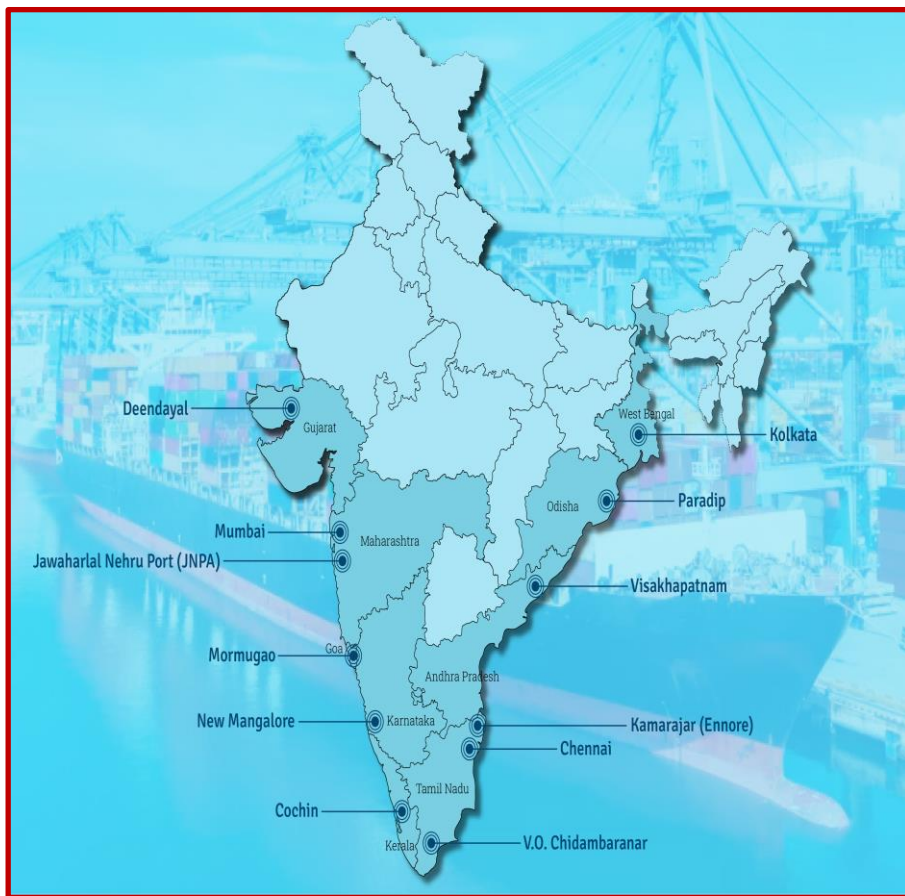 Deendayal
Gujarat
West Bengal
Kolkata
Paradip
Odisha
Mumbai
Maharashtra
Jawaharlal Nehru Port (JNPA)
Visakhapatnam
Goa
Mormugao
Andhra Pradesh
New Mangalore
Karnataka
Kamarajar (Ennore)
Chennai
Tamil Nadu
Cochin
Kerala
V.O. Chidambaranar